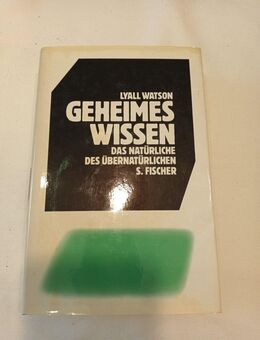 LYALL WATSON
GEHEIMES
WISSEN
DAS NATÜRLICHE
DES ÜBERNATÜRLICHEN
S. FISCHER